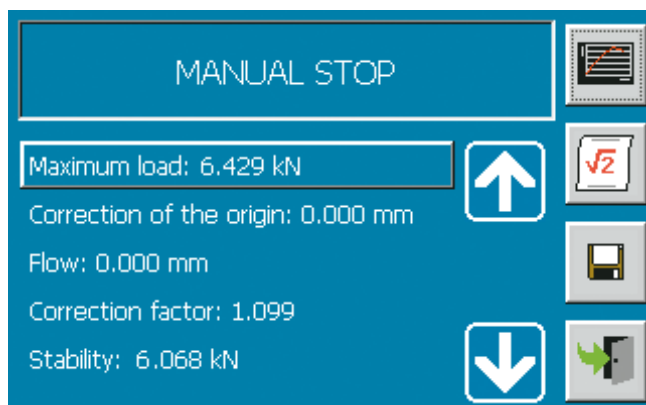 MANUAL STOP
Maximum load: 6.429 kN
Correction of the origin: 0.000 mm
Flow: 0.000 mm
Correction factor: 1.099
Stability: 6.068 kN
√2